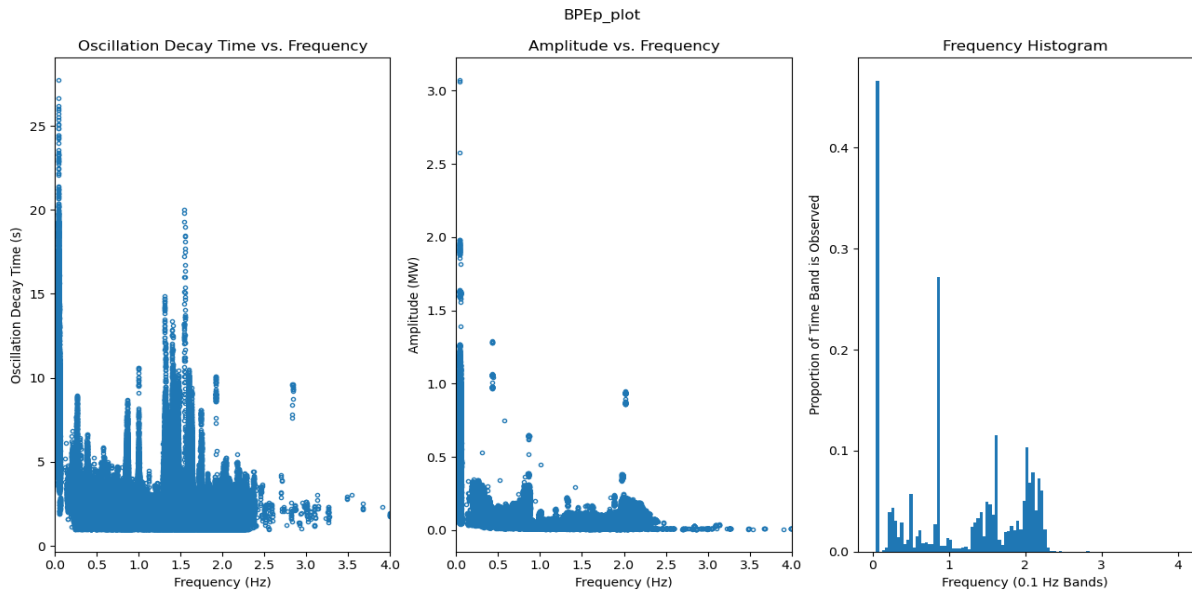 BPEp_plot
Oscillation Decay Time vs. Frequency
Oscillation Decay Time (s)
25
20
15
10
5
0
0.0 0.5 1.0 1.5 2.0 2.5 3.0 3.5 4.0
Frequency (Hz)
Amplitude vs. Frequency
Amplitude (MW)
3.0
2.5
2.0
1.5
1.0
0.5
0.0
0.0 0.5 1.0 1.5 2.0 2.5 3.0 3.5 4.0
Frequency (Hz)
Frequency Histogram
Proportion of Time Band is Observed
0.4
0.3
0.2
0.1
0.0
0 1 2 3 4
Frequency (0.1 Hz Bands)